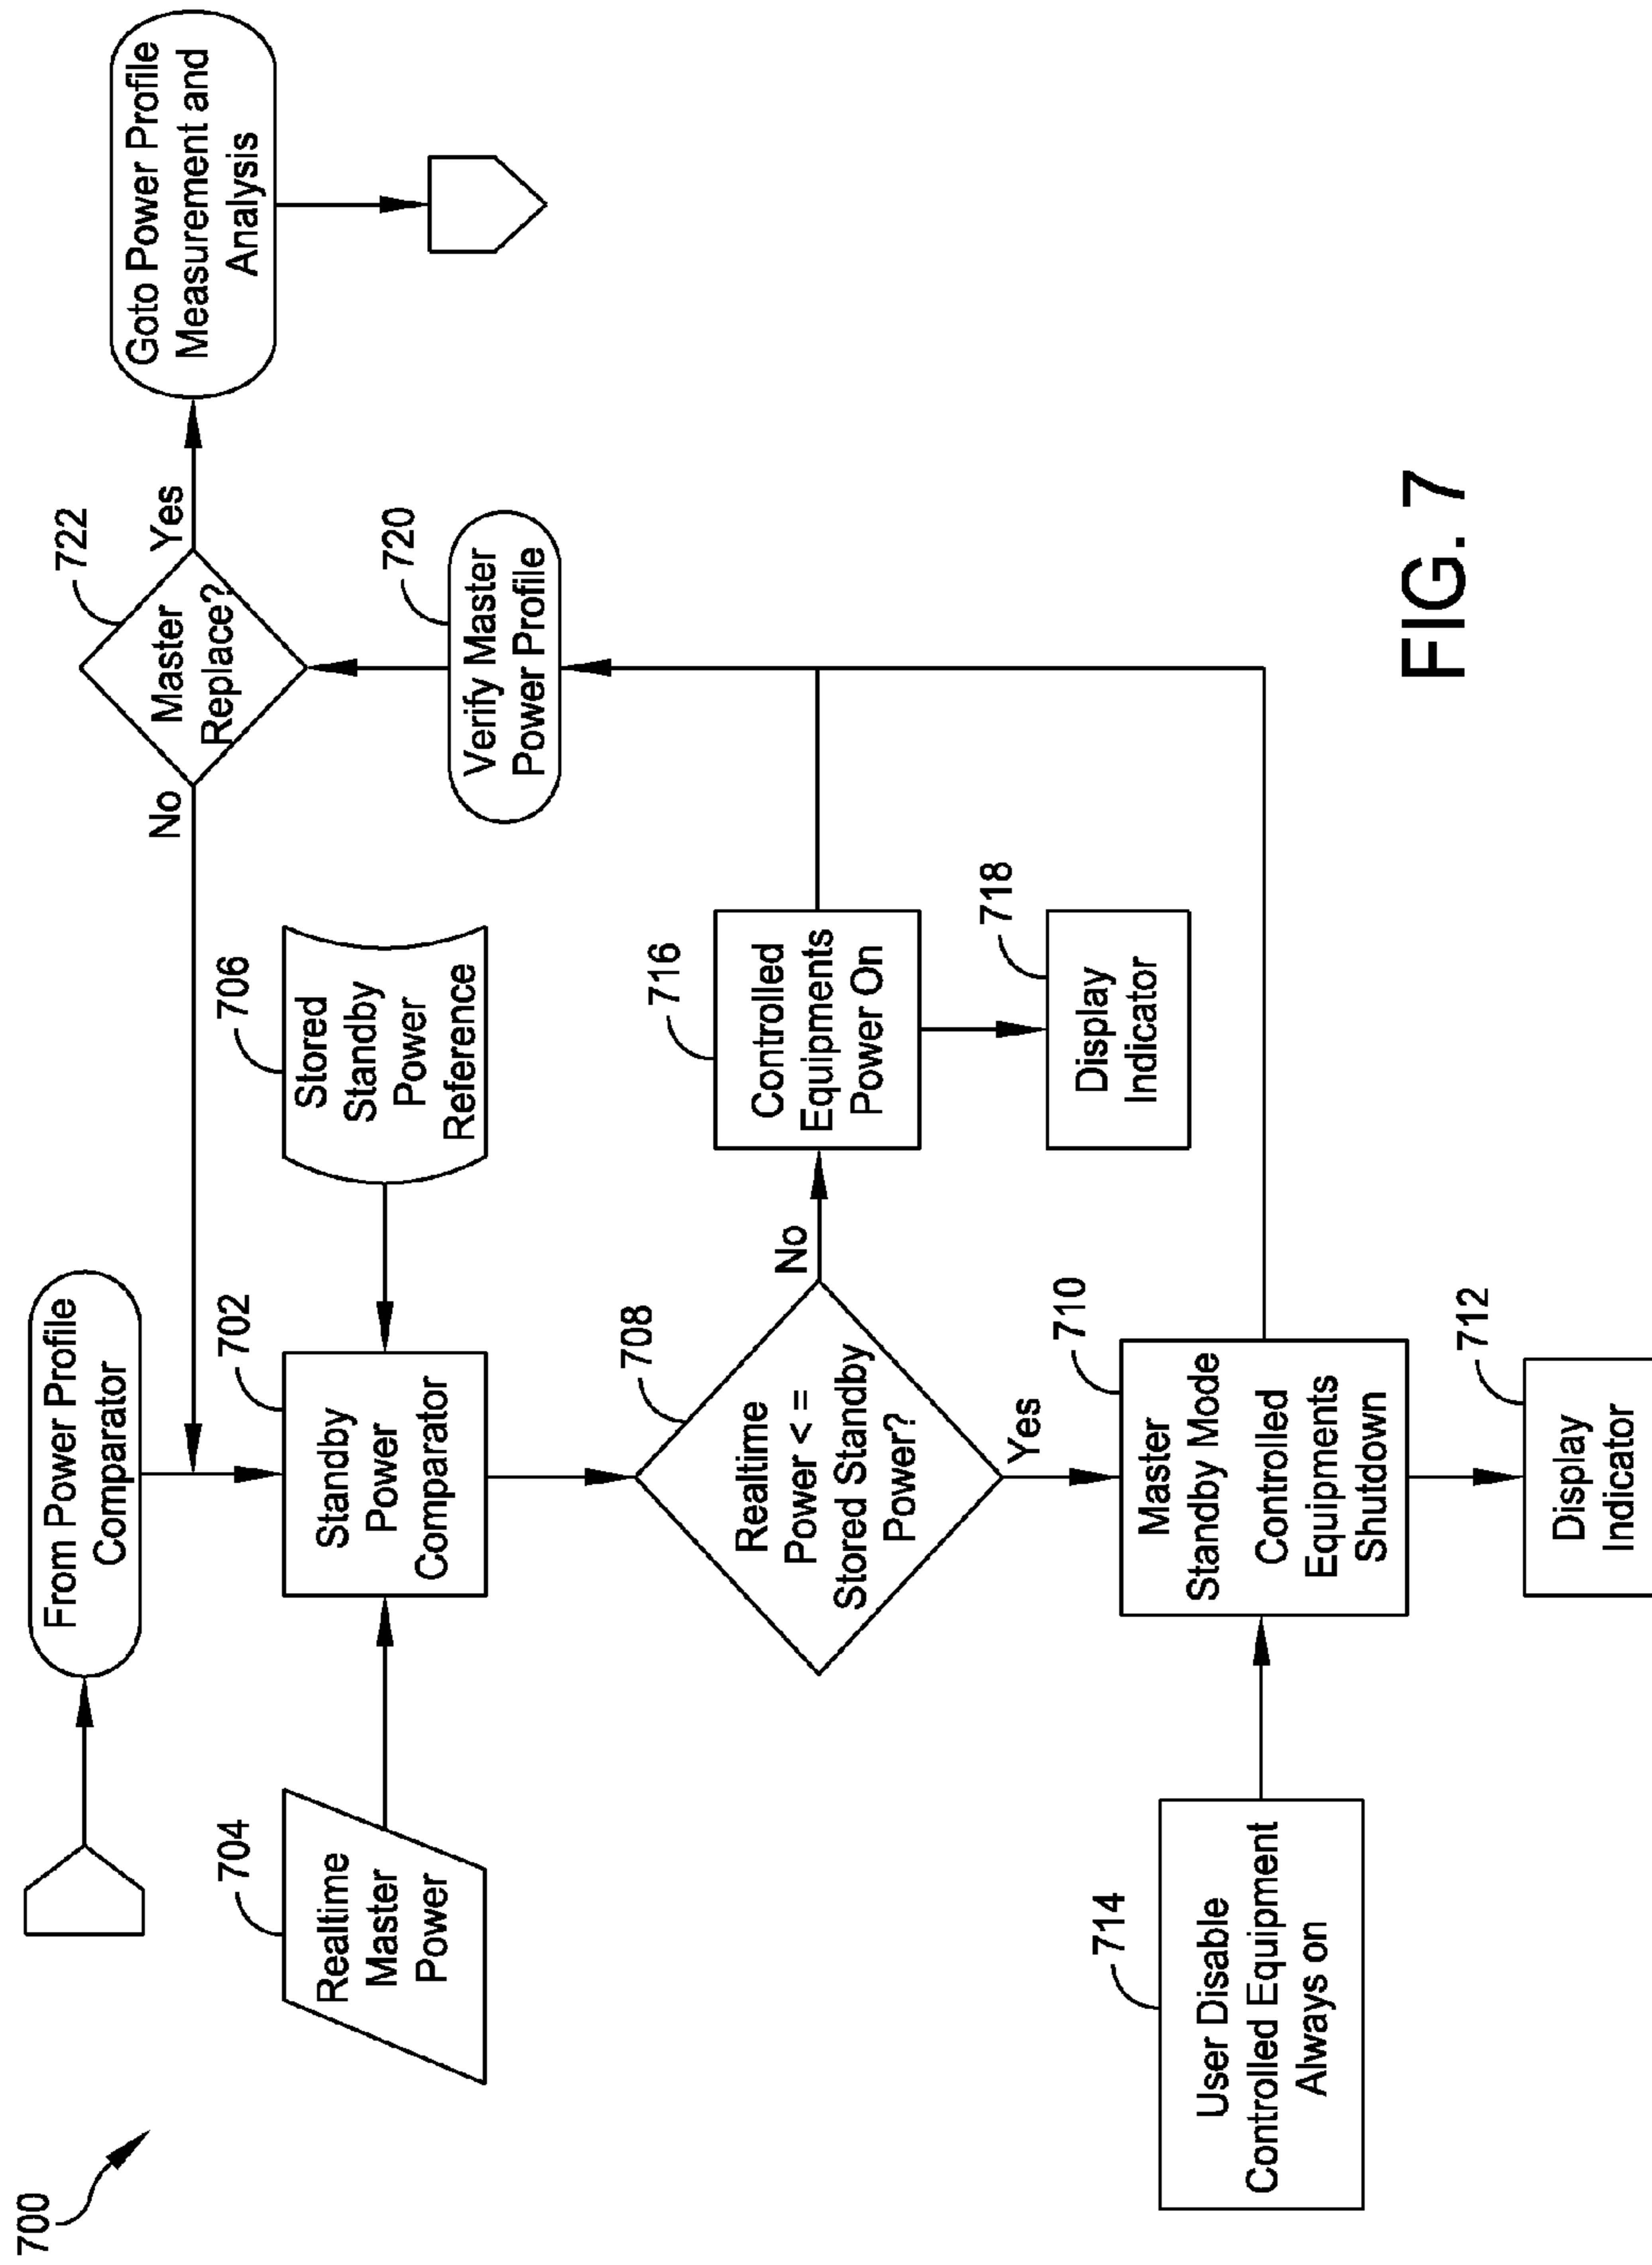 700
From Power Profile
Comparator
704
Realtime
Master
Power
702
Standby
Power
Comparator
706
Stored
Standby
Power
Reference
708
Realtime
Power < =
Stored Standby
Power?
No
Yes
714
User Disable
Controlled Equipment
Always on
710
Master
Standby Mode
Controlled
Equipments
Shutdown
712
Display
Indicator
716
Controlled
Equipments
Power On
718
Display
Indicator
720
Verify Master
Power Profile
722
Master
Replace?
No
Yes
Goto Power Profile
Measurement and
Analysis
FIG. 7